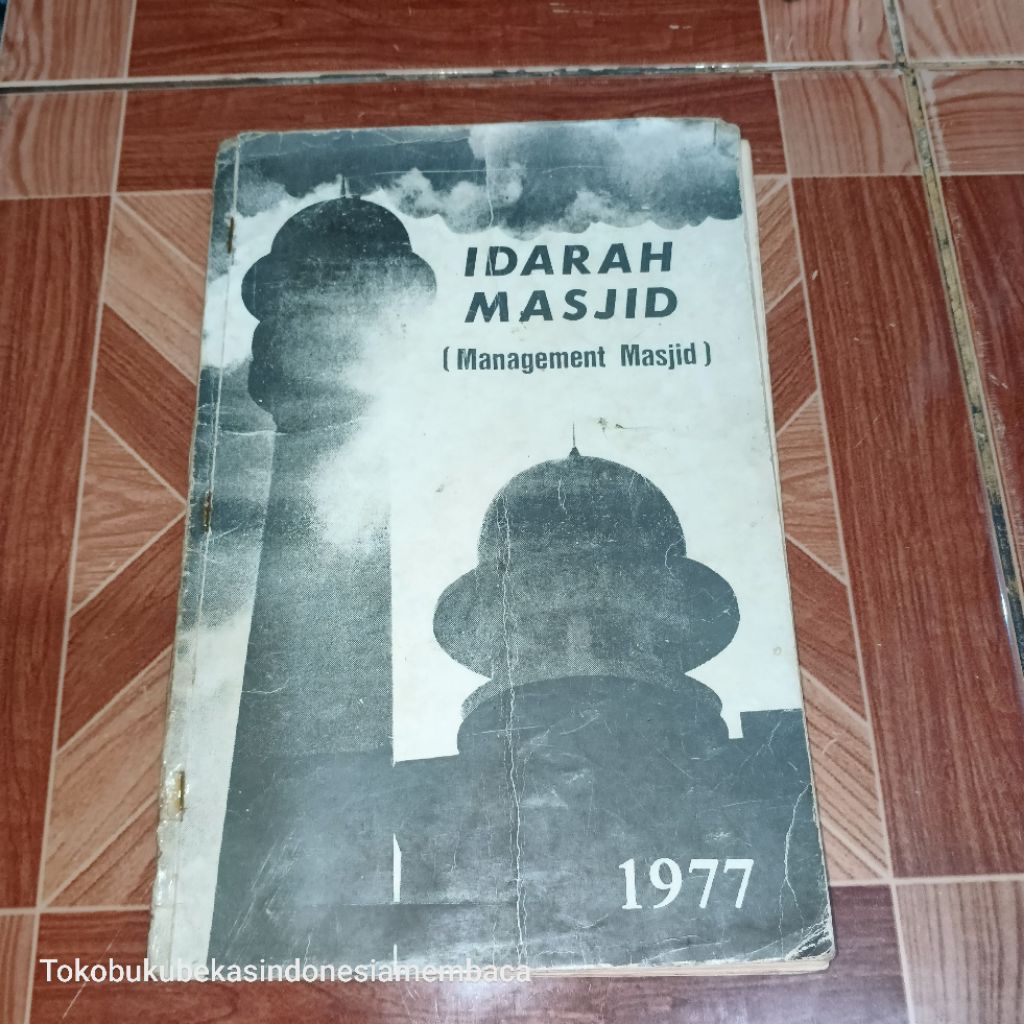 IDARAH
MASJID
(Management Masjid)
1977
Tokobukubekasindonesiamembaca